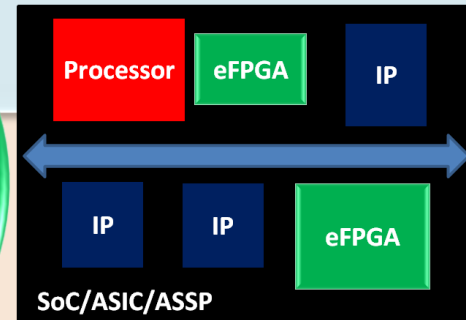 Processor
eFPGA
IP
IP
IP
eFPGA
SoC/ASIC/ASSP